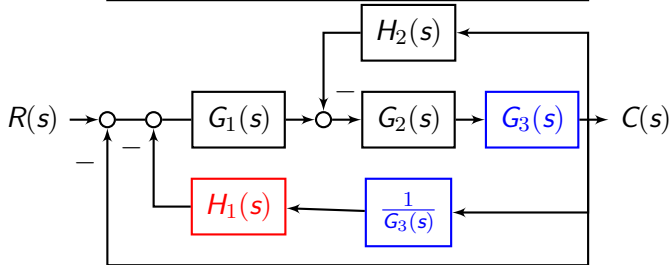 H₂(s)
−
R(s) G₁(s) G₂(s) G₃(s) C(s)
− −
H₁(s) 1/G₃(s)